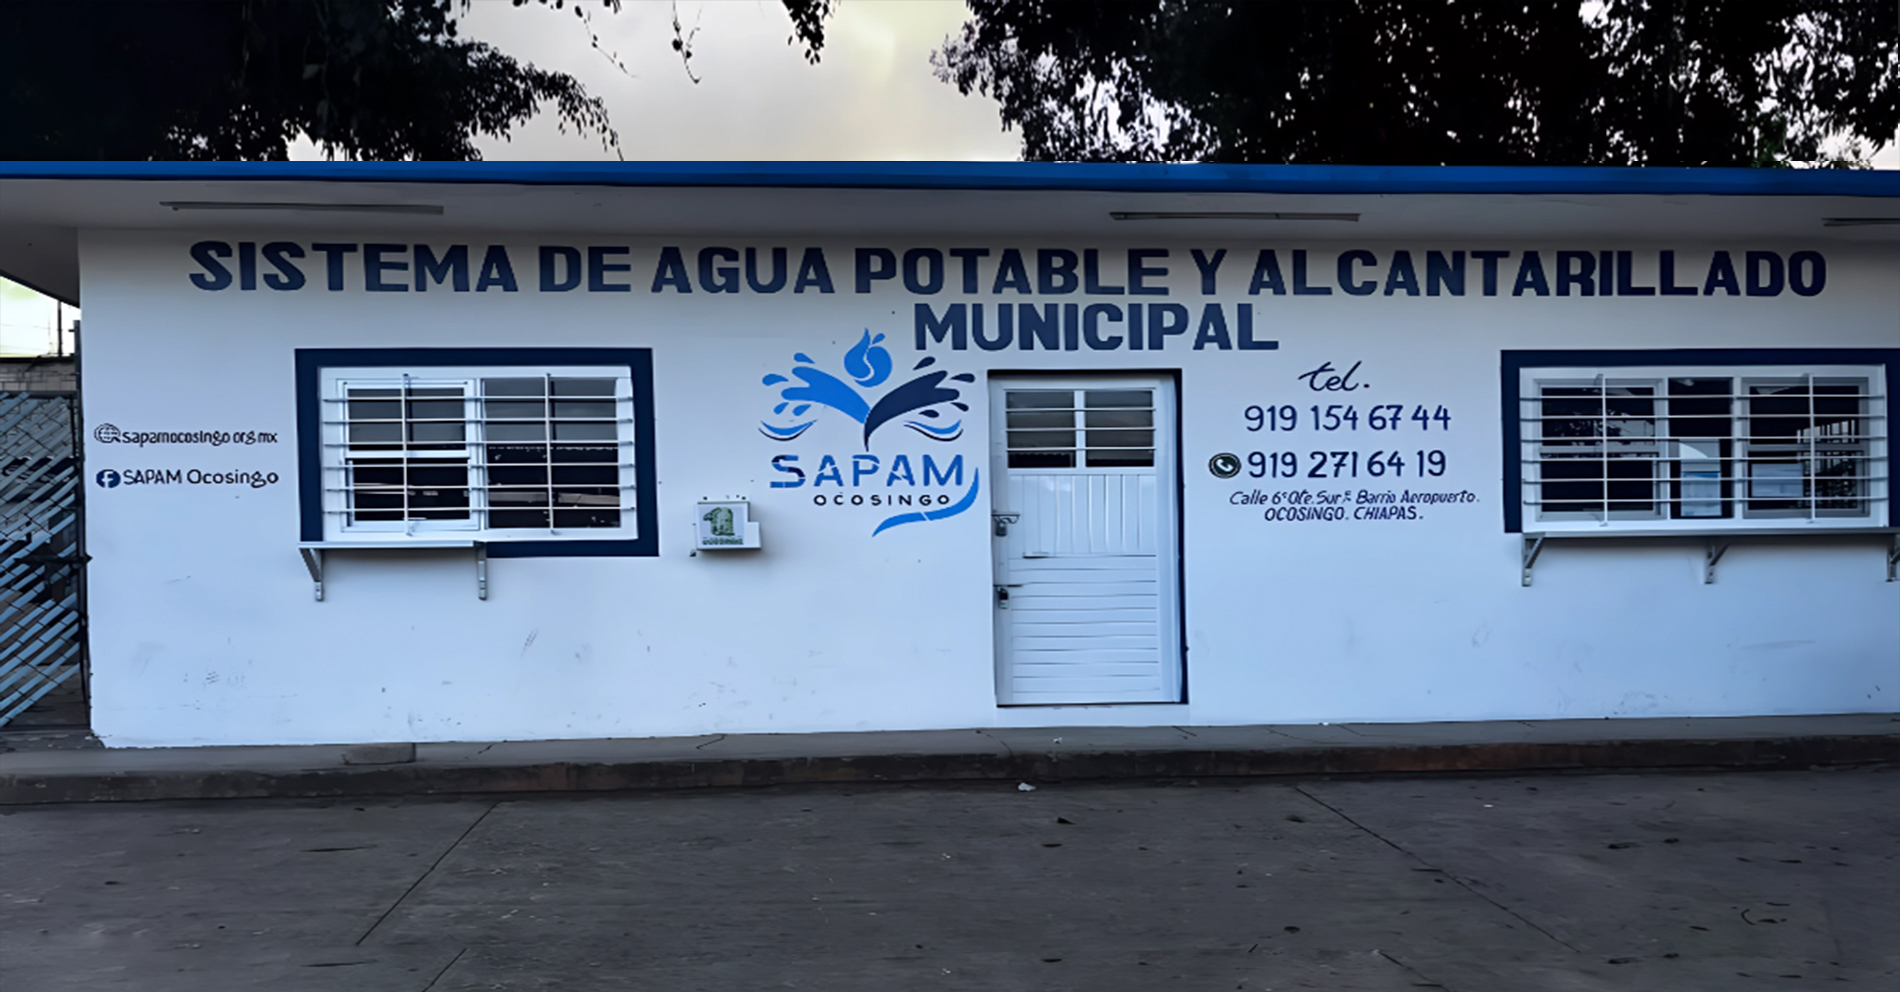 SISTEMA DE AGUA POTABLE Y ALCANTARILLADO
MUNICIPAL
sapamocosingo org mx
SAPAM Ocosingo
SAPAM
OCOSINGO
tel.
919 154 67 44
919 271 64 19
Calle 6ª Ote. Sur Barrio Aeropuerto.
OCOSINGO. CHIAPAS.